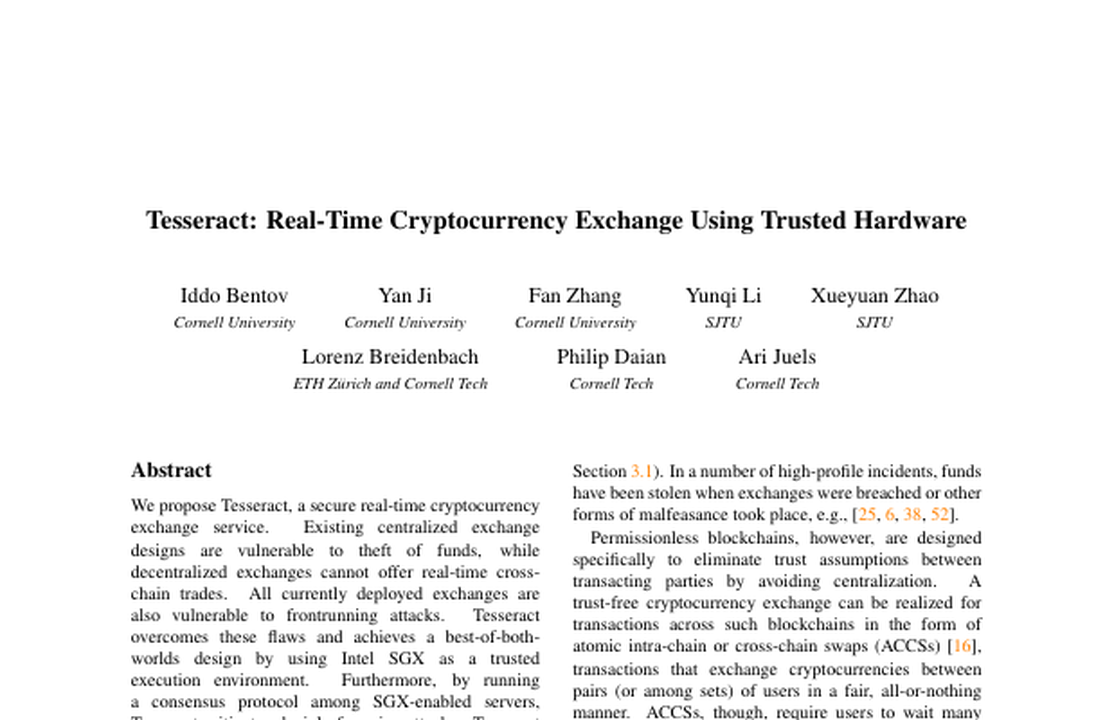 Tesseract: Real-Time Cryptocurrency Exchange Using Trusted Hardware
Iddo Bentov Yan Ji Fan Zhang Yunqi Li Xueyuan Zhao
Cornell University Cornell University Cornell University SJTU SJTU
Lorenz Breidenbach Philip Daian Ari Juels
ETH Zürich and Cornell Tech Cornell Tech Cornell Tech
Abstract
We propose Tesseract, a secure real-time cryptocurrency
exchange service. Existing centralized exchange
designs are vulnerable to theft of funds, while
decentralized exchanges cannot offer real-time cross-
chain trades. All currently deployed exchanges are
also vulnerable to frontrunning attacks. Tesseract
overcomes these flaws and achieves a best-of-both-
worlds design by using Intel SGX as a trusted
execution environment. Furthermore, by running
a consensus protocol among SGX-enabled servers,
Section 3.1). In a number of high-profile incidents, funds
have been stolen when exchanges were breached or other
forms of malfeasance took place, e.g., [25, 6, 38, 52].
Permissionless blockchains, however, are designed
specifically to eliminate trust assumptions between
transacting parties by avoiding centralization. A
trust-free cryptocurrency exchange can be realized for
transactions across such blockchains in the form of
atomic intra-chain or cross-chain swaps (ACCSs) [16],
transactions that exchange cryptocurrencies between
pairs (or among sets) of users in a fair, all-or-nothing
manner. ACCSs, though, require users to wait many